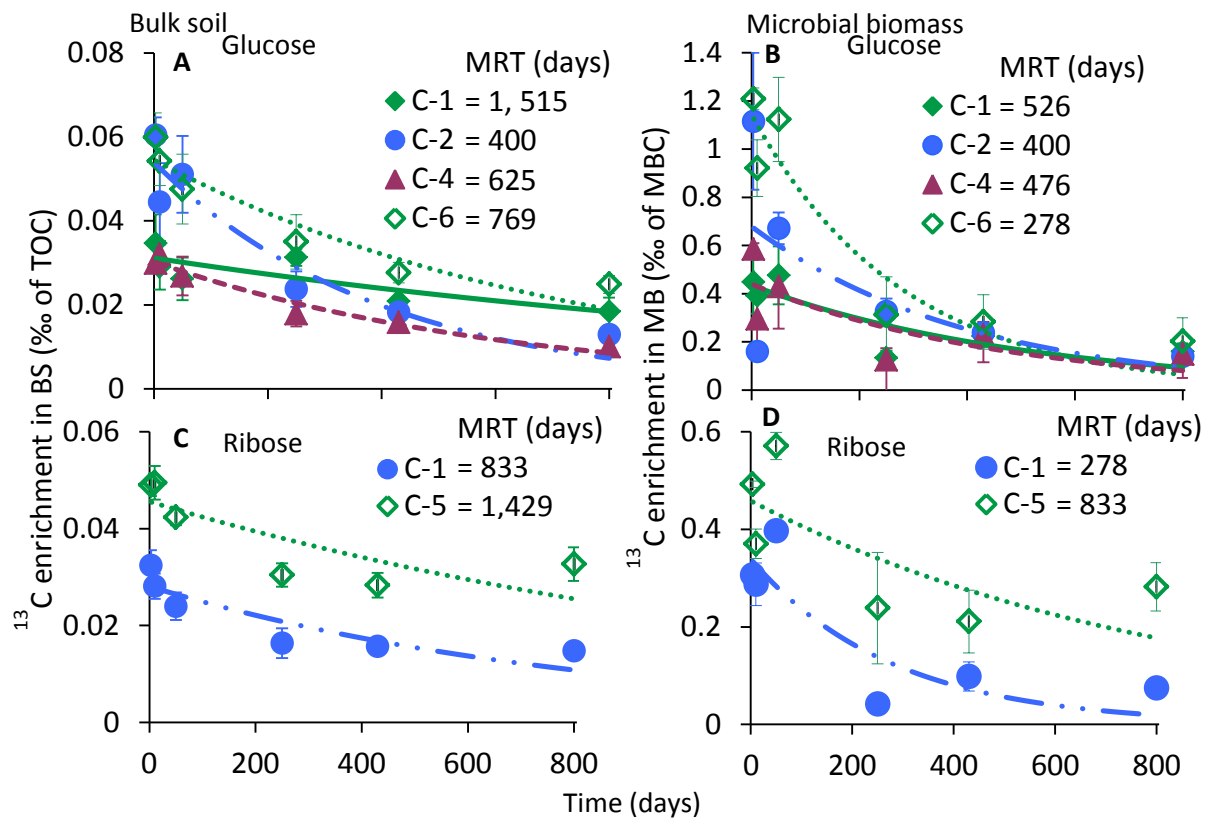 Bulk soil
Glucose
A
MRT (days)
C-1 = 1, 515
C-2 = 400
C-4 = 625
C-6 = 769
0.08
0.06
0.04
0.02
0
13C enrichment in BS (‰ of TOC)
Microbial biomass
Glucose
B
MRT (days)
C-1 = 526
C-2 = 400
C-4 = 476
C-6 = 278
1.4
1.2
1
0.8
0.6
0.4
0.2
0
13C enrichment in MB (‰ of MBC)
C
Ribose
MRT (days)
C-1 = 833
C-5 = 1,429
0.06
0.04
0.02
0
0 200 400 600 800
D
Ribose
MRT (days)
C-1 = 278
C-5 = 833
0.6
0.4
0.2
0
0 200 400 600 800
Time (days)